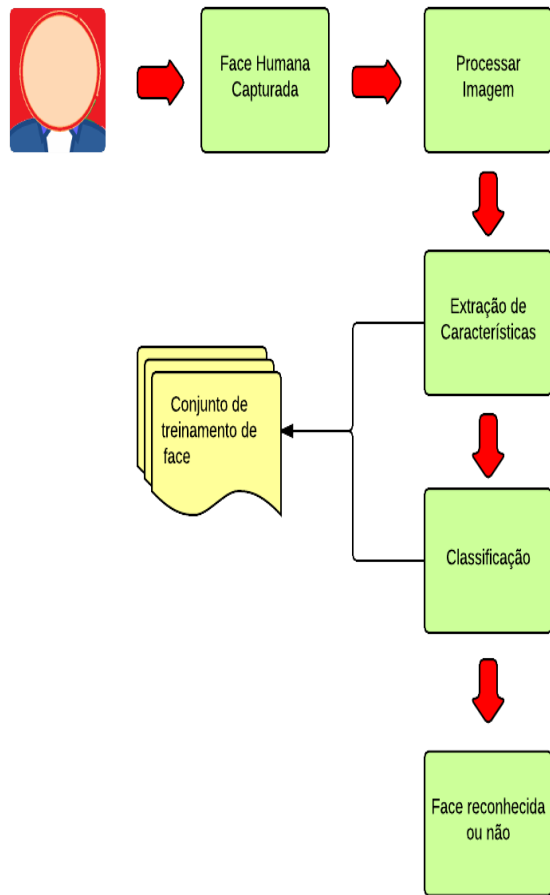 Face Humana
Capturada
Processar
Imagem
Extração de
Características
Conjunto de
treinamento de
face
Classificação
Face reconhecida
ou não